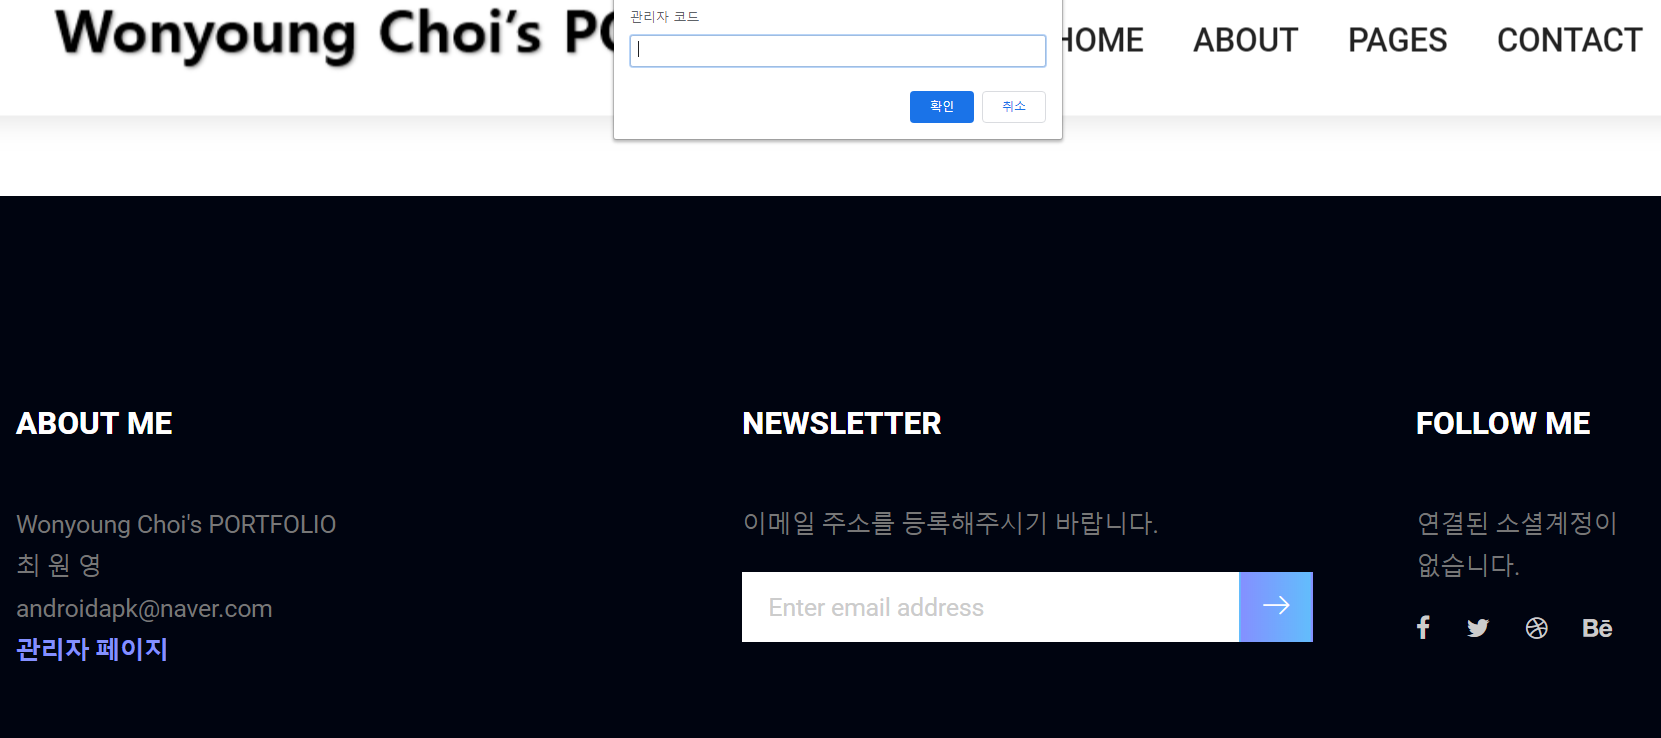 Wonyoung Choi's
HOME ABOUT PAGES CONTACT
관리자 코드
확인 취소
ABOUT ME
Wonyoung Choi's PORTFOLIO
최 원 영
androidapk@naver.com
관리자 페이지
NEWSLETTER
이메일 주소를 등록해주시기 바랍니다.
Enter email address
FOLLOW ME
연결된 소셜계정이
없습니다.
Bē